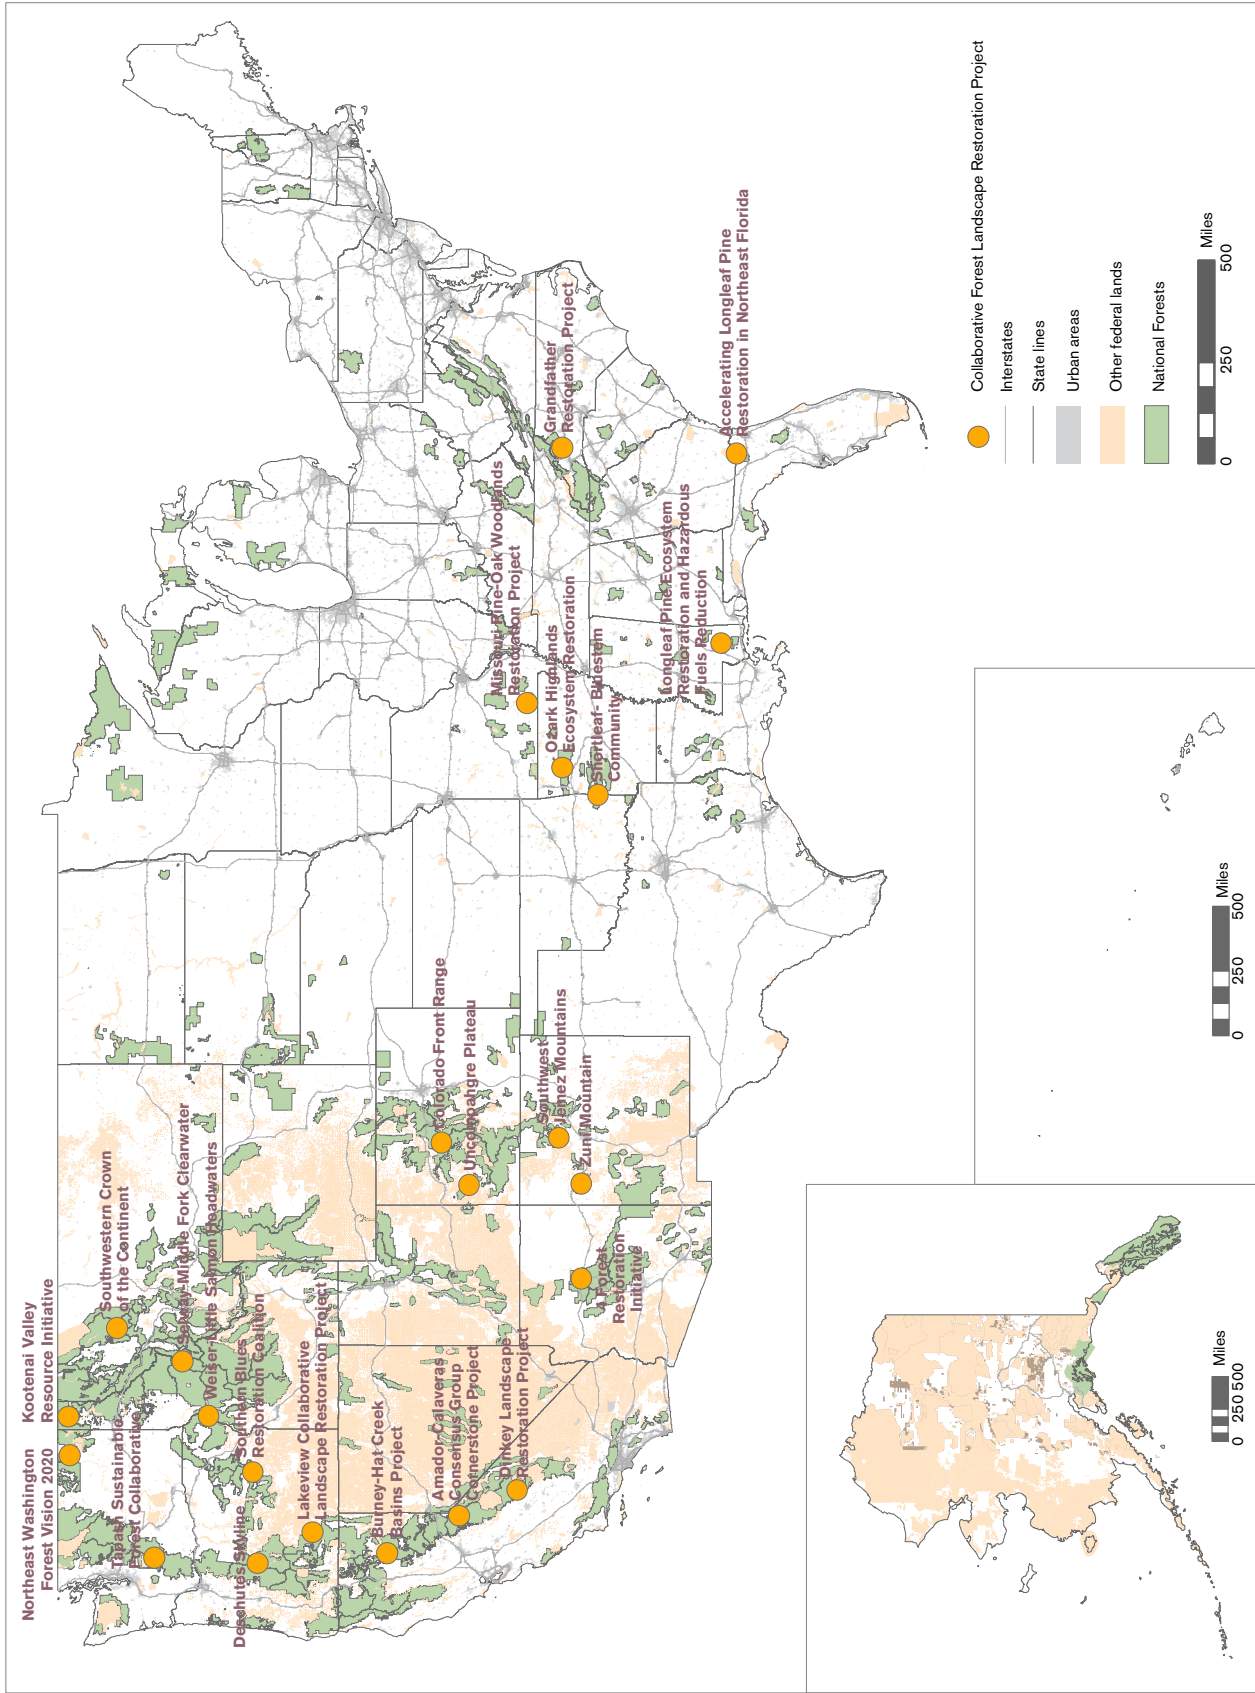 Northeast Washington
Forest Vision 2020
Kootenai Valley
Resource Initiative
Tapash Sustainable
Forest Collaborative
Southwestern Crown
of the Continent
Selway-Middle Fork Clearwater
Weiser-Little Salmon Headwaters
Deschutes Skyline
Southern Blues
Restoration Coalition
Lakeview Collaborative
Landscape Restoration Project
Burney-Hat Creek
Basins Project
Amador Calaveras
Consensus Group
Cornerstone Project
Dinkey Landscape
Restoration Project
Colorado Front Range
Uncompahgre Plateau
Southwest
Jemez Mountains
Zuni Mountain
4 Forest
Restoration
Initiative
Missouri Pine-Oak Woodlands
Restoration Project
Ozark Highlands
Ecosystem Restoration
Shortleaf- Bluestem
Community
Grandfather
Restoration Project
Longleaf Pine Ecosystem
Restoration and Hazardous
Fuels Reduction
Accelerating Longleaf Pine
Restoration in Northeast Florida
Collaborative Forest Landscape Restoration Project
Interstates
State lines
Urban areas
Other federal lands
National Forests
Miles
0 250 500
Miles
0 250 500
Miles
0 250 500